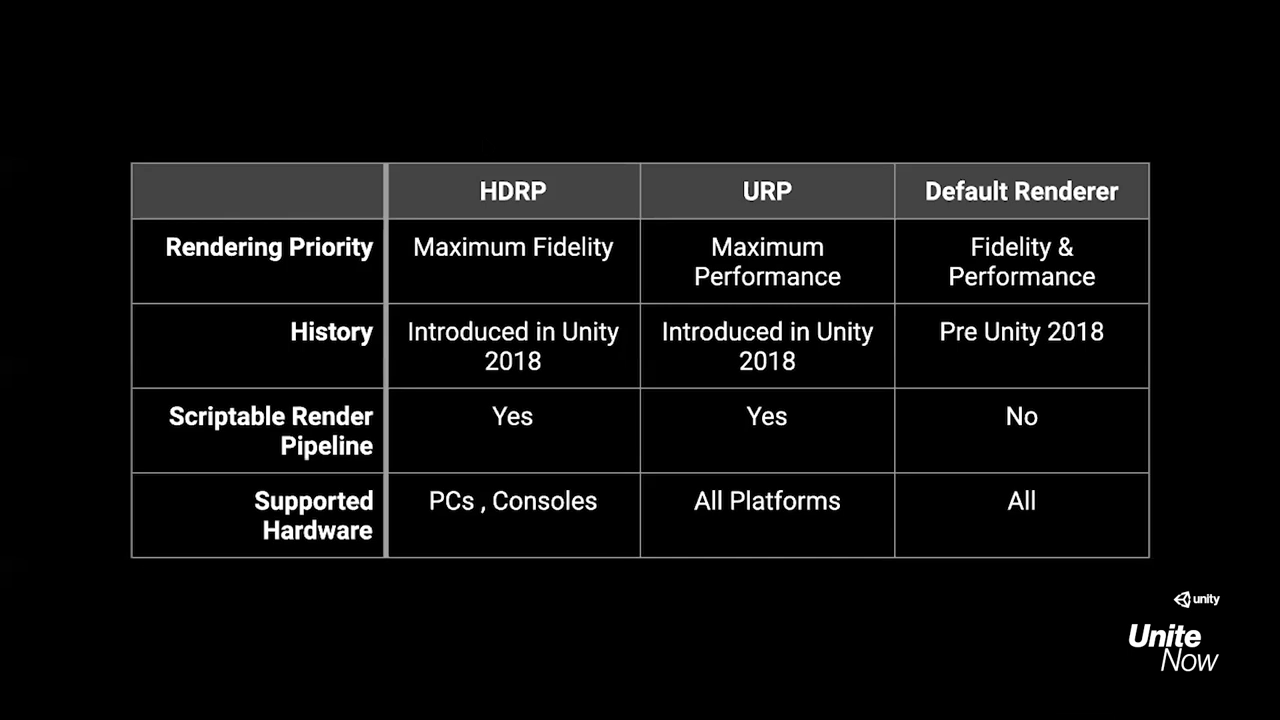 HDRP URP Default Renderer
Rendering Priority Maximum Fidelity Maximum Fidelity &
Performance Performance
History Introduced in Unity Introduced in Unity Pre Unity 2018
2018 2018
Scriptable Render Yes Yes No
Pipeline
Supported PCs , Consoles All Platforms All
Hardware
unity
Unite
Now